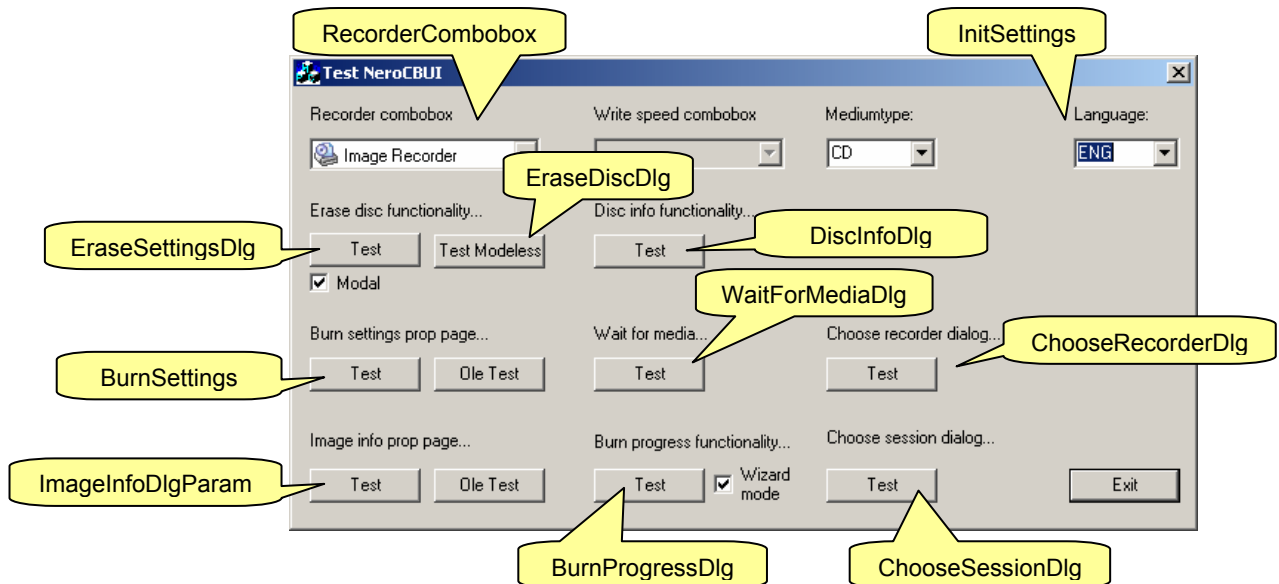 RecorderCombobox
InitSettings
Test NeroCBUI
Recorder combobox
Write speed combobox
Mediumtype:
Language:
Image Recorder
CD
ENG
EraseDiscDlg
Erase disc functionality...
Disc info functionality...
EraseSettingsDlg
Test
Test Modeless
Test
DiscInfoDlg
Modal
WaitForMediaDlg
Burn settings prop page...
Wait for media...
Choose recorder dialog...
ChooseRecorderDlg
BurnSettings
Test
Ole Test
Test
Test
Image info prop page...
Burn progress functionality...
Choose session dialog...
ImageInfoDlgParam
Test
Ole Test
Test
Wizard
mode
Test
Exit
BurnProgressDlg
ChooseSessionDlg